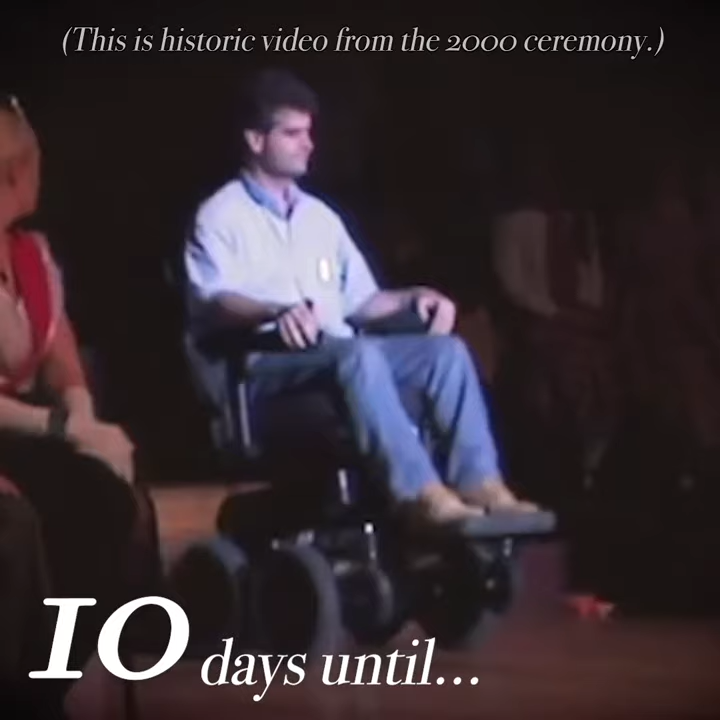 (This is historic video from the 2000 ceremony.)
10 days until...